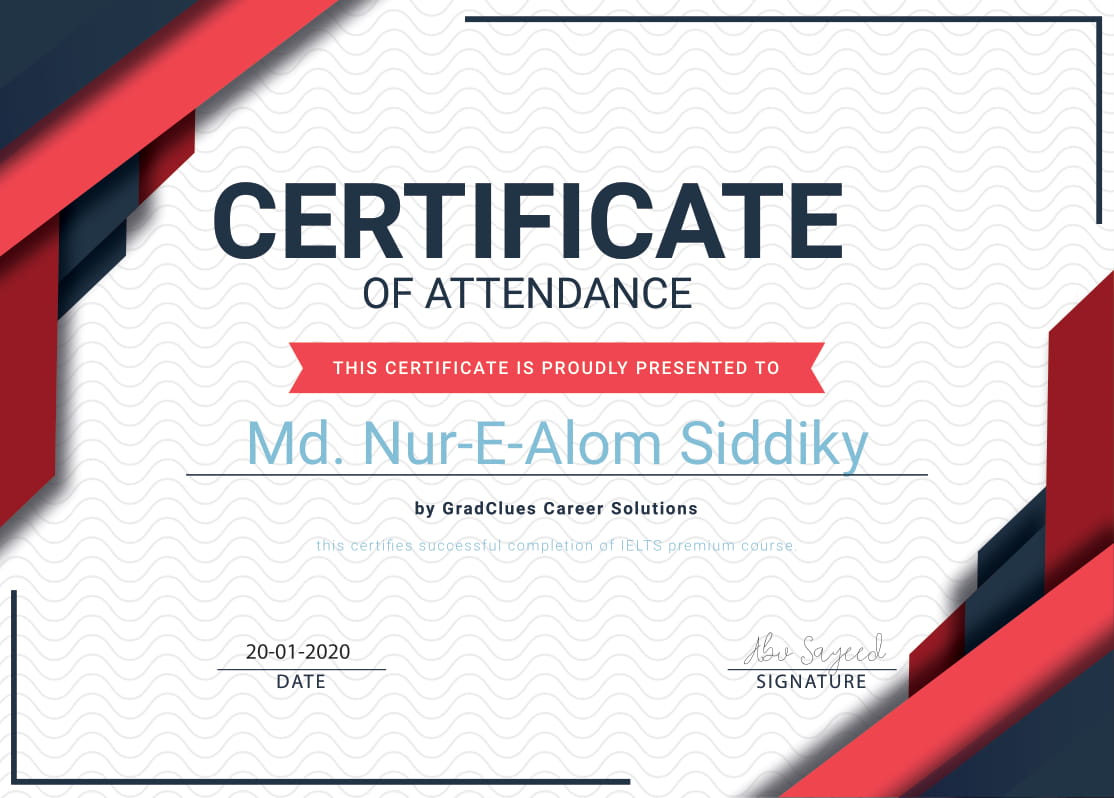 CERTIFICATE
OF ATTENDANCE
THIS CERTIFICATE IS PROUDLY PRESENTED TO
Md. Nur-E-Alom Siddiky
by GradClues Career Solutions
this certifies successful completion of IELTS premium course.
20-01-2020
DATE
Abu Sayeed
SIGNATURE